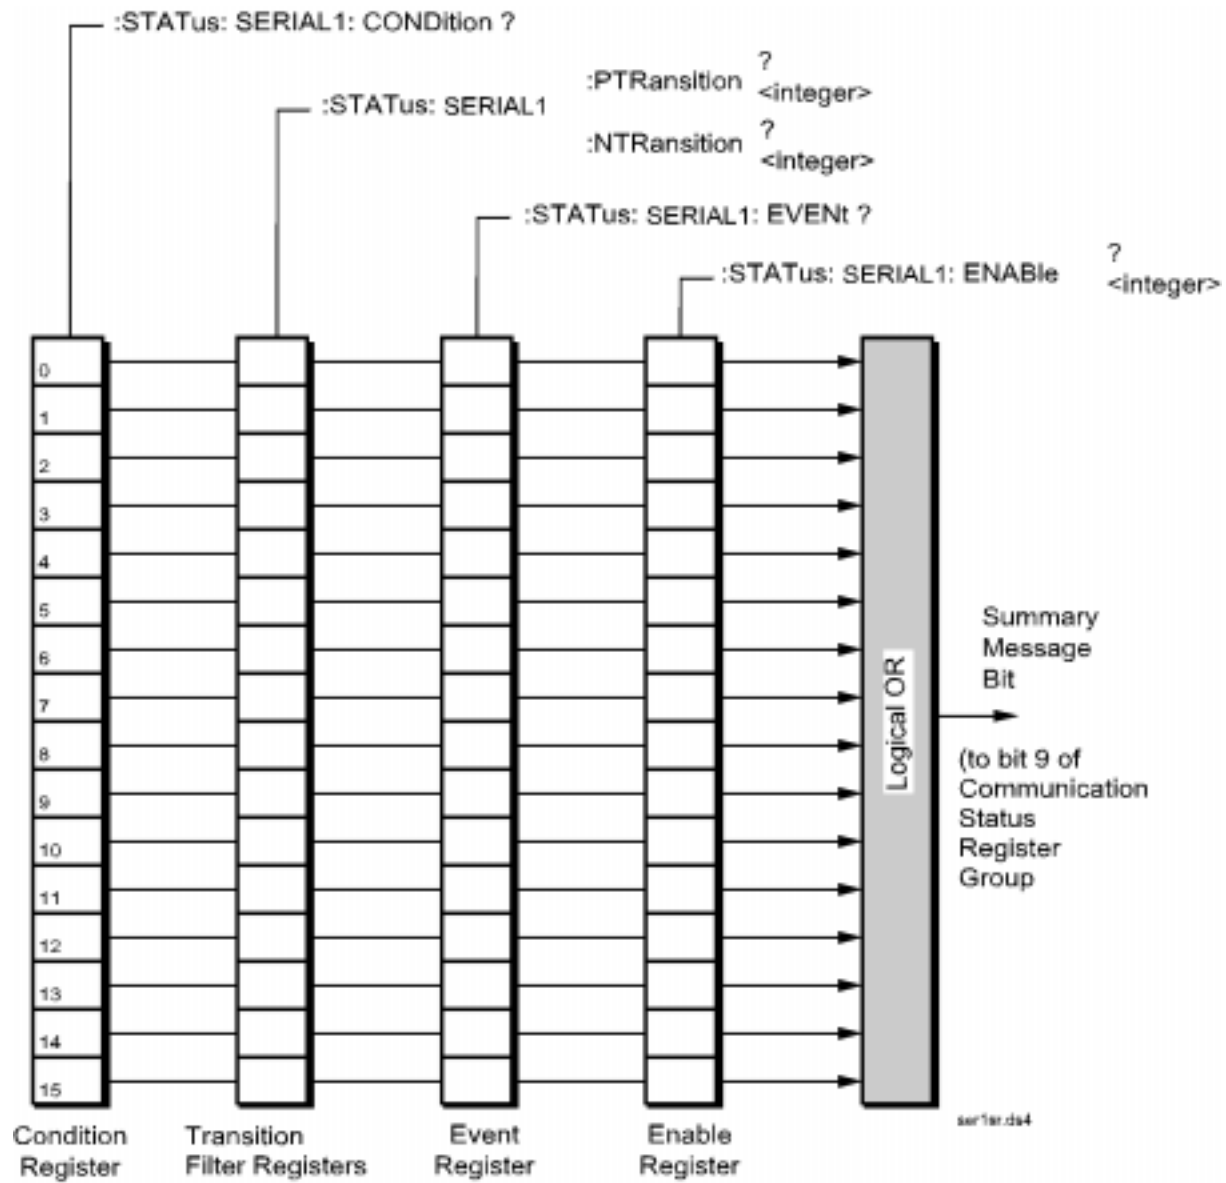 :STATus: SERIAL1: CONDition ?
:STATus: SERIAL1
:PTRansition
?
<integer>
:NTRansition
?
<integer>
:STATus: SERIAL1: EVENt ?
:STATus: SERIAL1: ENABle
?
<integer>
0
1
2
3
4
5
6
7
8
9
10
11
12
13
14
15
Logical OR
Summary
Message
Bit
(to bit 9 of
Communication
Status
Register
Group
ser1sr.ds4
Condition
Register
Transition
Filter Registers
Event
Register
Enable
Register